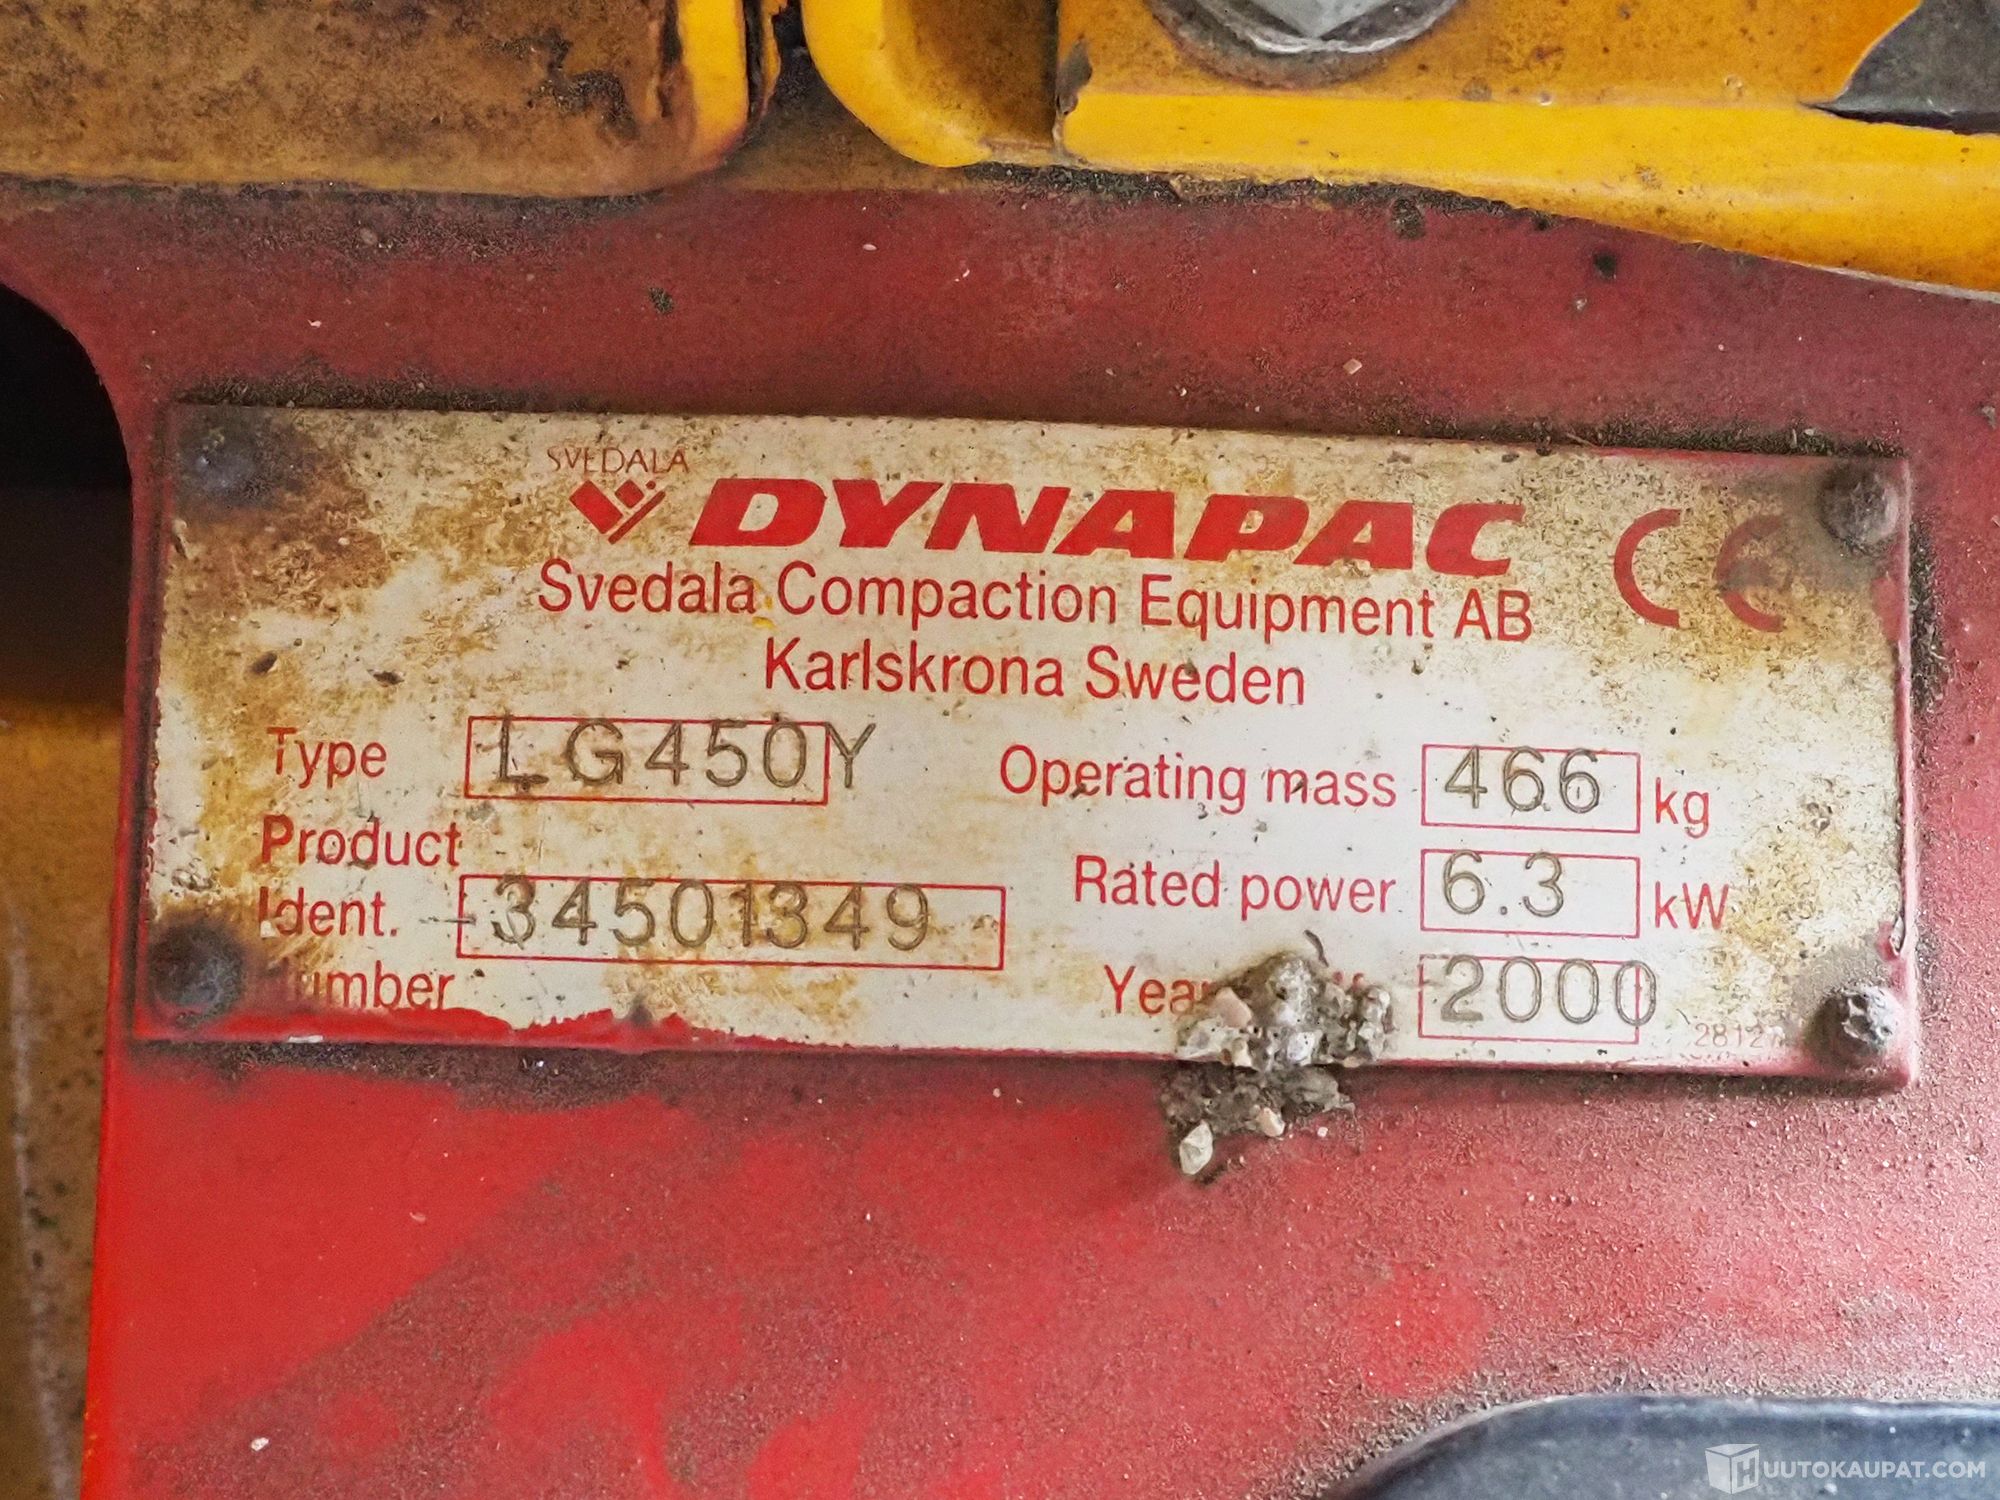 SVEDALA
DYNAPAC
CE
Svedala Compaction Equipment AB
Karlskrona Sweden
Type LG450Y
Operating mass 466 kg
Product
Ident. 34501349
Rated power 6.3 kW
2000
HUUTOKAUPAT.COM